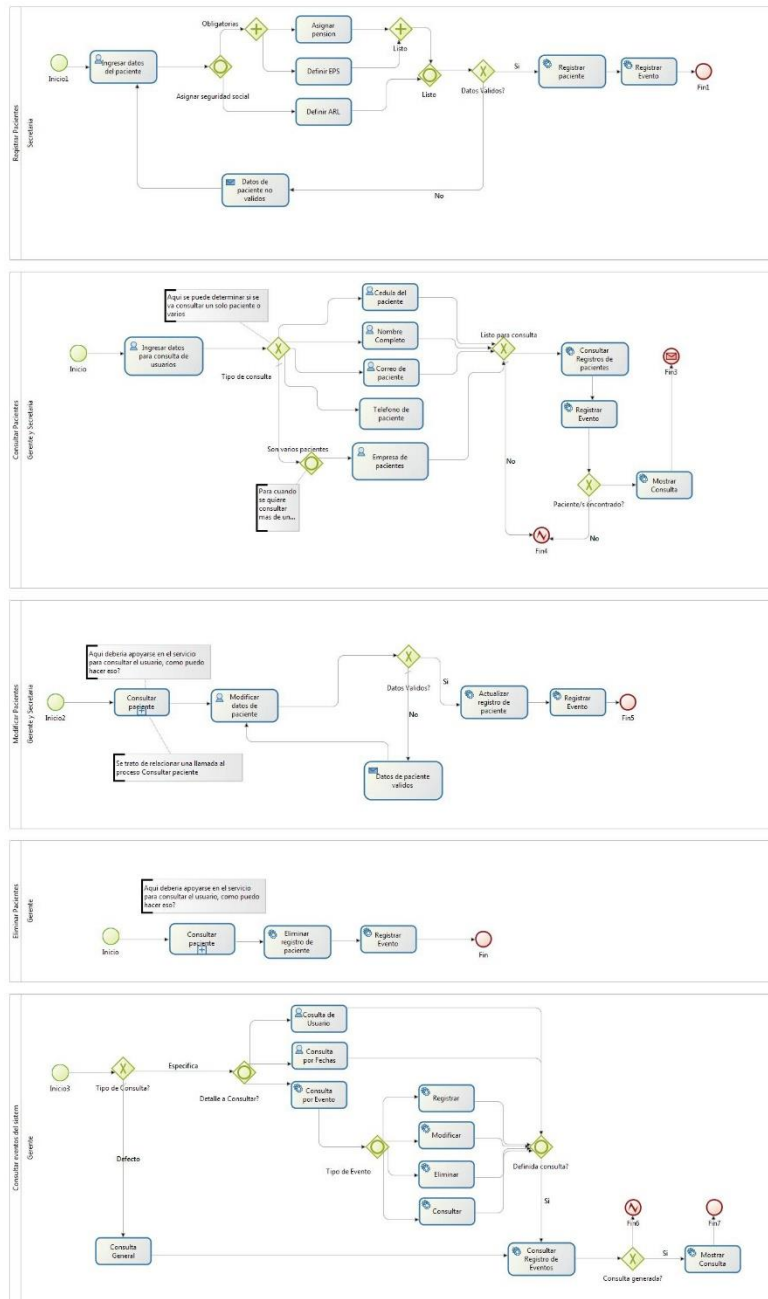 Registrar Pacientes
Secretaria
Inicio1
Ingresar datos
del paciente
Asignar seguridad social
Obligatorias
Asignar
pension
Definir EPS
Definir ARL
Listo
Listo
Datos Validos?
Si
Registrar
paciente
Registrar
Evento
Fin1
No
Datos de
paciente no
validos
Consultar Pacientes
Gerente y Secretaria
Inicio
Ingresar datos
para consulta de
usuarios
Aqui se puede determinar si se
va consultar un solo paciente o
varios
Tipo de consulta
Cedula del
paciente
Nombre
Completo
Correo de
paciente
Telefono de
paciente
Son varios pacientes
Empresa de
pacientes
Para cuando
se quiere
consultar
mas de un...
Listo para consulta
No
Consultar
Registros de
pacientes
Registrar
Evento
Paciente/s encontrado?
No
Fin4
Mostrar
Consulta
Fin3
Modificar Pacientes
Gerente y Secretaria
Inicio2
Aqui deberia apoyarse en el servicio
para consultar el usuario, como puedo
hacer eso?
Consultar
paciente
Se trato de relacionar una llamada al
proceso Consultar paciente
Modificar
datos de
paciente
Datos Validos?
Si
No
Datos de paciente
validos
Actualizar
registro de
paciente
Registrar
Evento
Fin5
Eliminar Pacientes
Gerente
Inicio
Aqui deberia apoyarse en el servicio
para consultar el usuario, como puedo
hacer eso?
Consultar
paciente
Eliminar
registro de
paciente
Registrar
Evento
Fin
Consultar eventos del sistem
Gerente
Inicio3
Tipo de Consulta?
Especifica
Defecto
Detalle a Consultar?
Cosulta de
Usuario
Consulta
por Fechas
Consulta
por Evento
Tipo de Evento
Registrar
Modificar
Eliminar
Consultar
Definida consulta?
Si
Consulta
General
Consultar
Registro de
Eventos
Consulta generada?
Fin6
Si
Mostrar
Consulta
Fin7